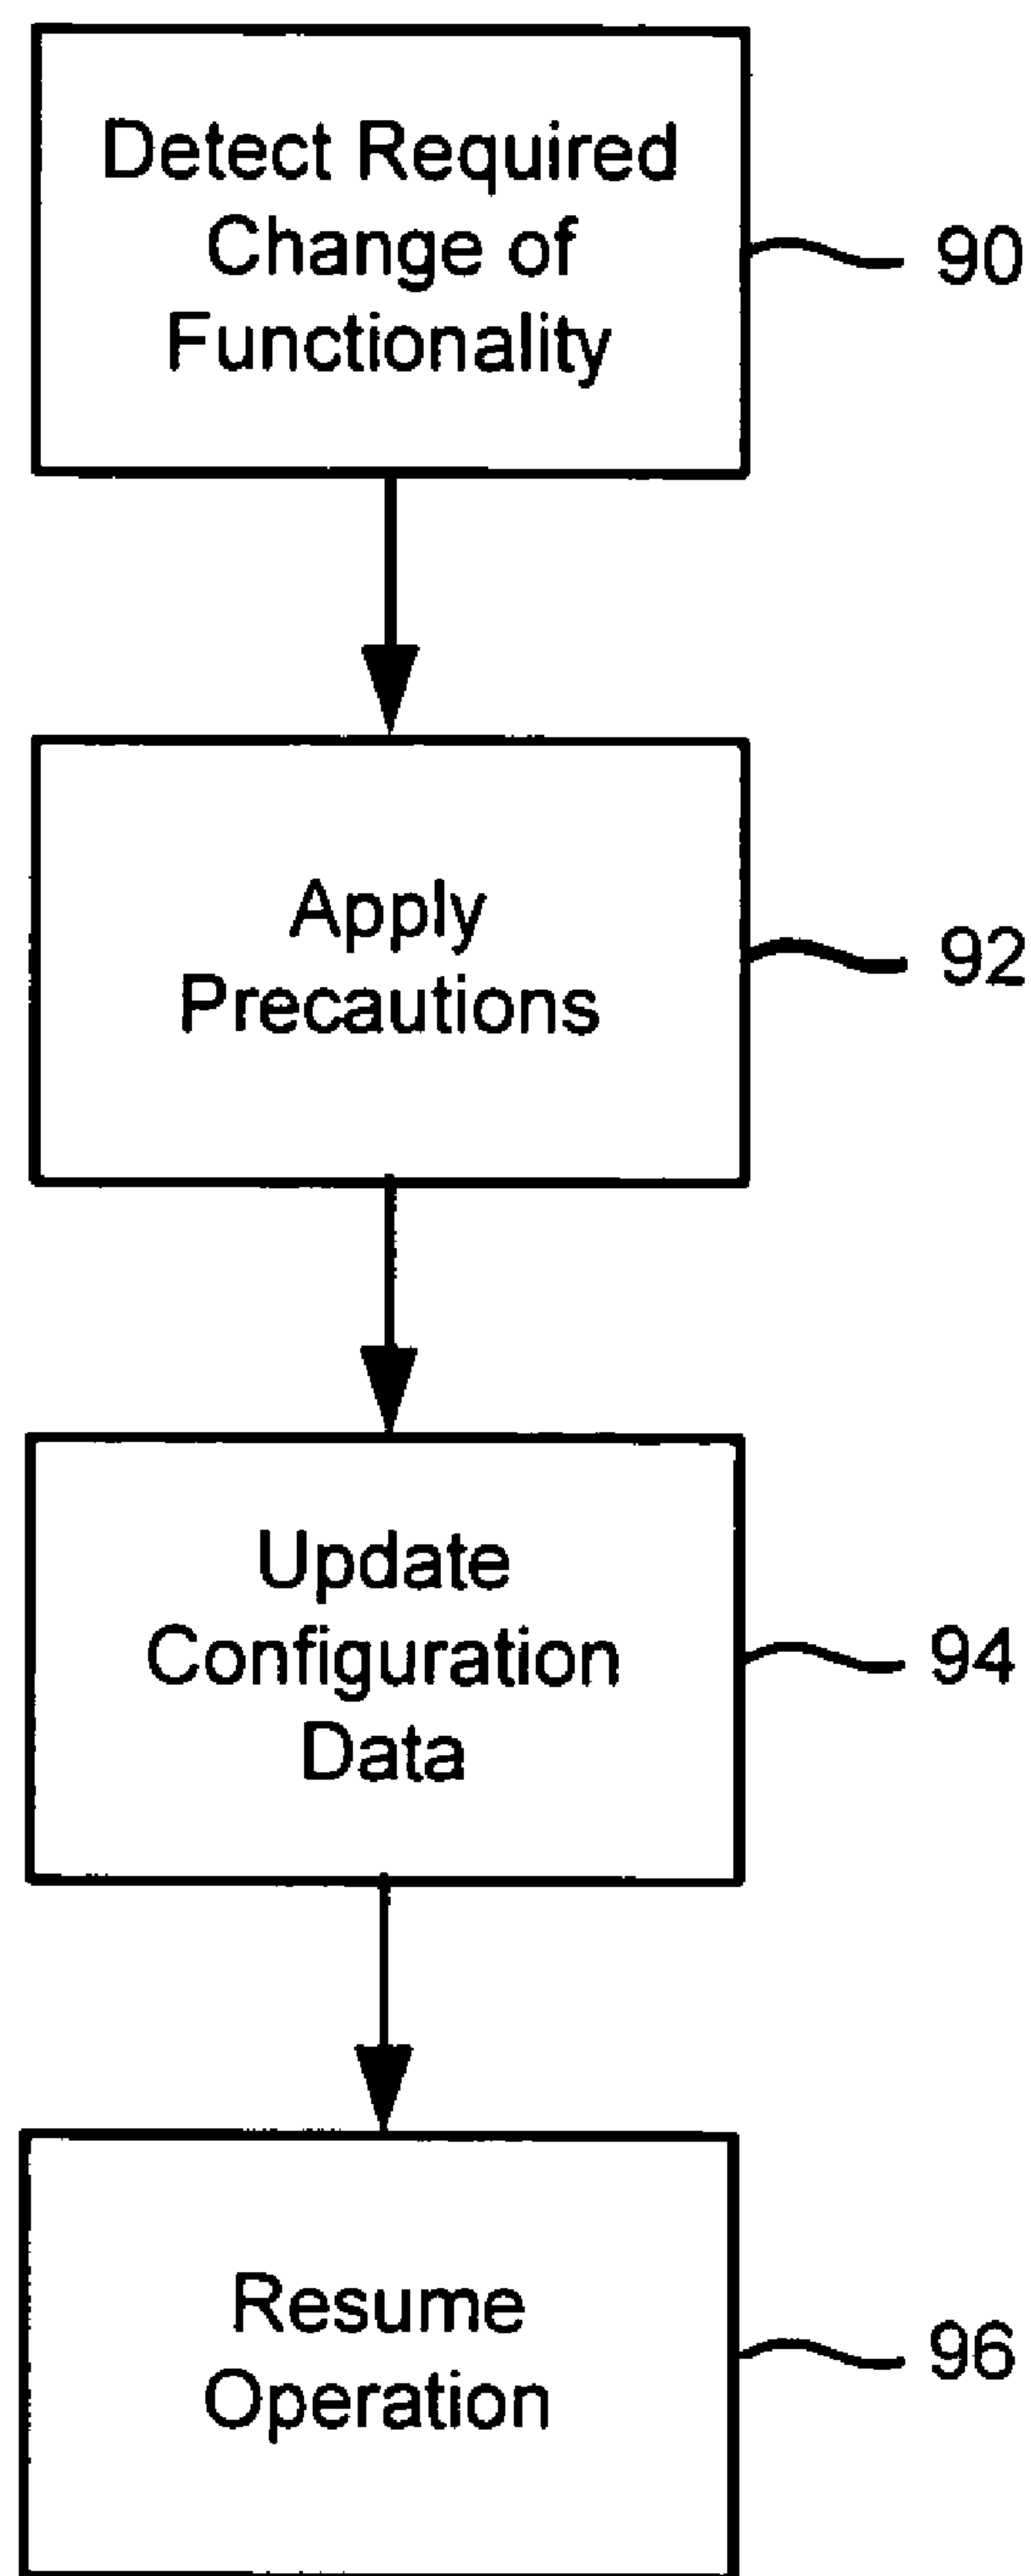 Detect Required
Change of
Functionality
90
Apply
Precautions
92
Update
Configuration
Data
94
Resume
Operation
96